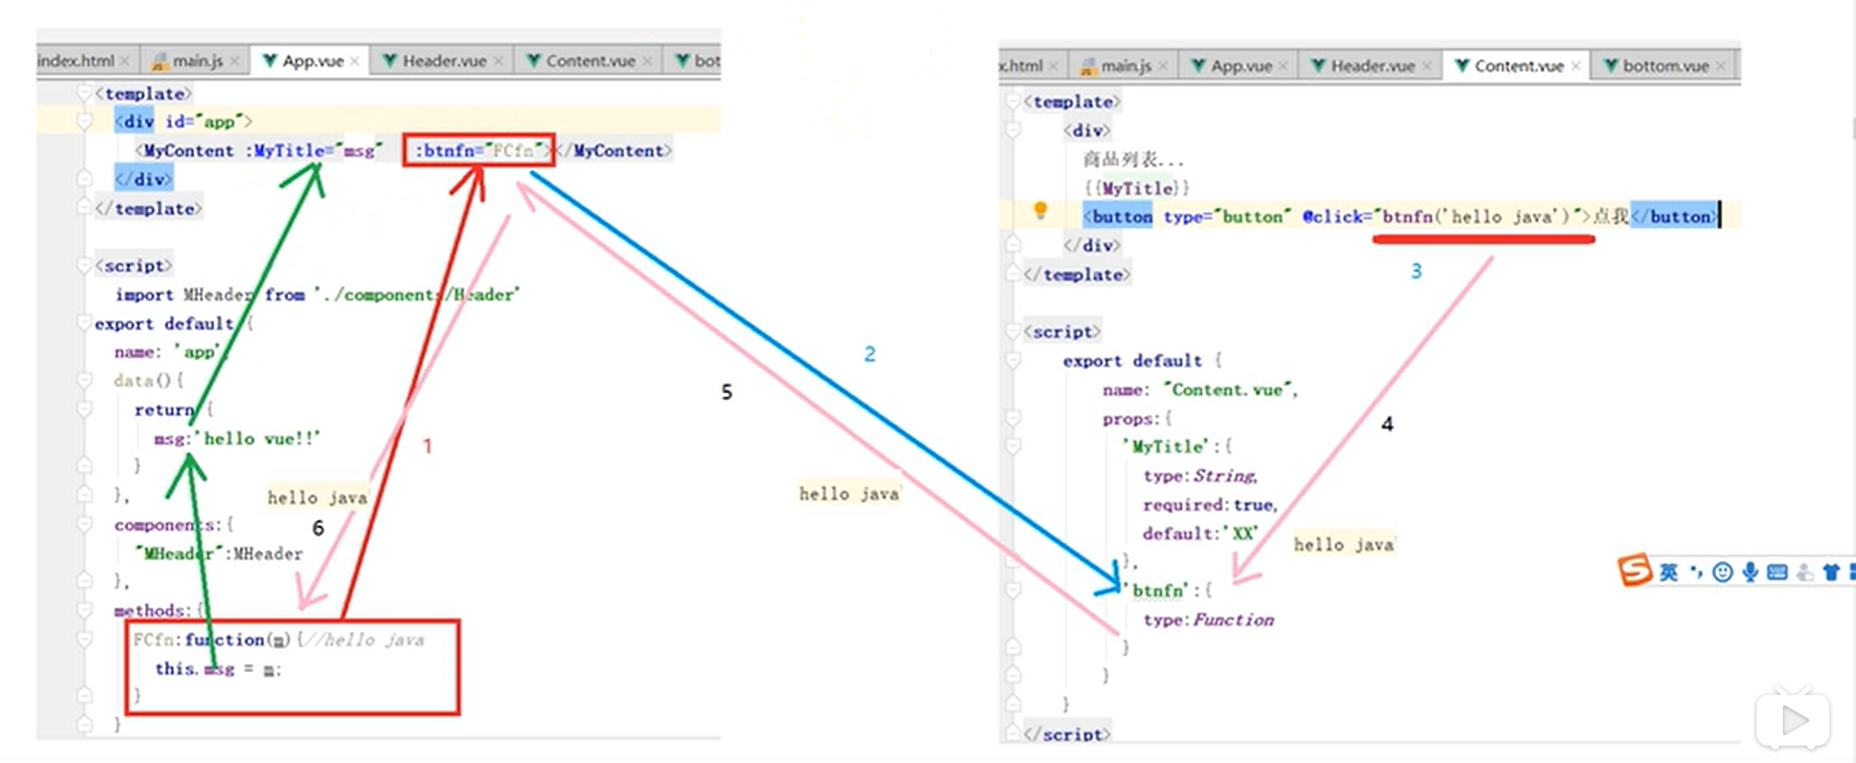 index.html main.js App.vue Header.vue Content.vue bot
<template>
<div id="app">
<MyContent :MyTitle="msg" :btnfn="FCfn"></MyContent>
</div>
</template>
<script>
import MHeader from './components/Header'
export default {
name: 'app',
data(){
return {
msg:'hello vue!!'
}
},
components:{
"MHeader":MHeader
},
methods:{
FCfn:function(m){//hello java
this.msg = m;
}
}
1
hello java'
6
5
2
hello java'
x.html main.js App.vue Header.vue Content.vue bottom.vue
<template>
<div>
商品列表...
{{MyTitle}}
<button type="button" @click="btnfn('hello java')">点我</button>
</div>
</template>
3
<script>
export default {
name: "Content.vue",
props:{
'MyTitle':{
type:String,
required:true,
default:'XX'
},
'btnfn':{
type:Function
}
}
}
</script>
4
hello java'
S 英